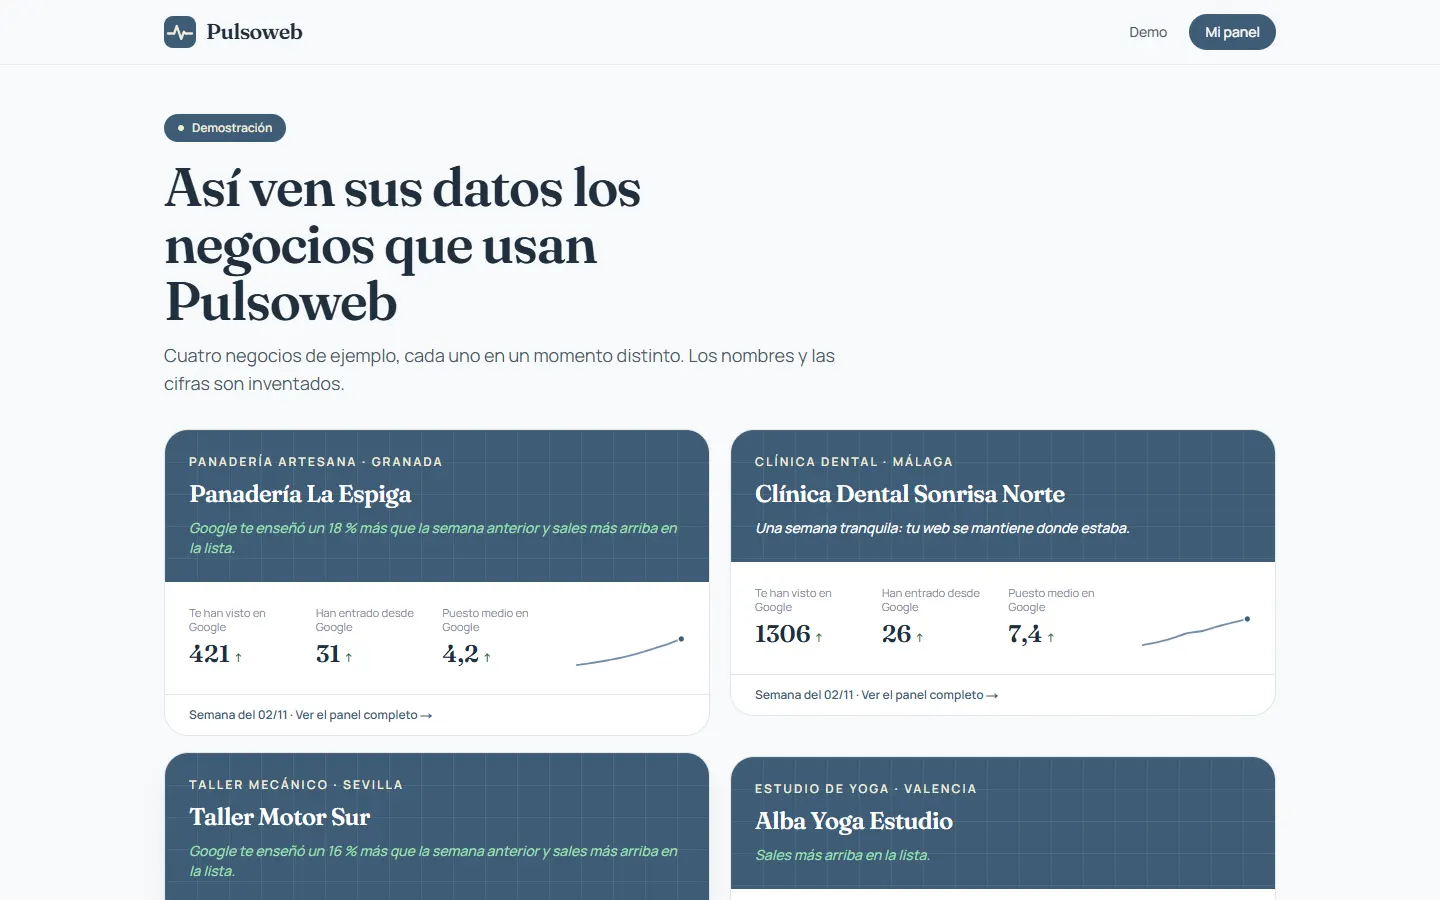 Pulsoweb
Demo
Mi panel
Demostración
Así ven sus datos los
negocios que usan
Pulsoweb
Cuatro negocios de ejemplo, cada uno en un momento distinto. Los nombres y las
cifras son inventados.
PANADERÍA ARTESANA · GRANADA
Panadería La Espiga
Google te enseñó un 18 % más que la semana anterior y sales más arriba en
la lista.
Te han visto en
Google
421 ↑
Han entrado desde
Google
31 ↑
Puesto medio en
Google
4,2 ↑
Semana del 02/11 · Ver el panel completo →
CLÍNICA DENTAL · MÁLAGA
Clínica Dental Sonrisa Norte
Una semana tranquila: tu web se mantiene donde estaba.
Te han visto en
Google
1306 ↑
Han entrado desde
Google
26 ↑
Puesto medio en
Google
7,4 ↑
Semana del 02/11 · Ver el panel completo →
TALLER MECÁNICO · SEVILLA
Taller Motor Sur
Google te enseñó un 16 % más que la semana anterior y sales más arriba en
la lista.
ESTUDIO DE YOGA · VALENCIA
Alba Yoga Estudio
Sales más arriba en la lista.